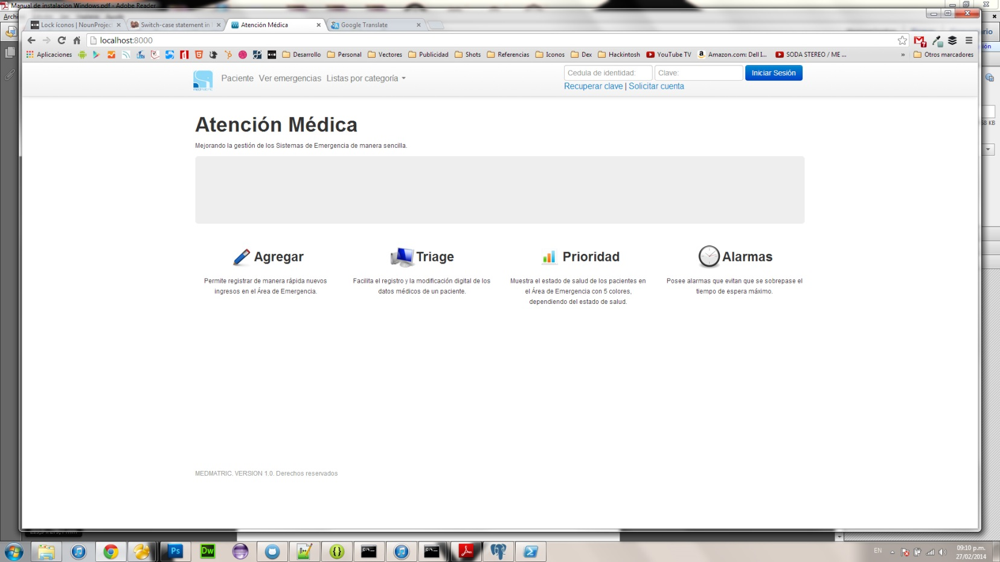 Manual de instalacion Windows.pdf - Adobe Reader
Archi
Lock iconos | NounProjec
Switch-case statement in
Atención Médica
Google Translate
localhost:8000
Aplicaciones
Desarrollo
Personal
Vectores
Publicidad
Shots
Referencias
Iconos
Dex
Hackintosh
YouTube TV
Amazon.com: Dell I...
SODA STEREO / ME ...
»
Otros marcadores
Paciente
Ver emergencias
Listas por categoría
Cedula de identidad:
Clave:
Iniciar Sesión
Recuperar clave | Solicitar cuenta
Atención Médica
Mejorando la gestión de los Sistemas de Emergencia de manera sencilla.
Agregar
Permite registrar de manera rápida nuevos
ingresos en el Área de Emergencia.
Triage
Facilita el registro y la modificación digital de los
datos médicos de un paciente.
Prioridad
Muestra el estado de salud de los pacientes en
el Área de Emergencia con 5 colores,
dependiendo del estado de salud.
Alarmas
Posee alarmas que evitan que se sobrepase el
tiempo de espera máximo.
MEDMATRIC. VERSION 1.0. Derechos reservados
Ps
Dw
EN
09:10 p.m.
27/02/2014